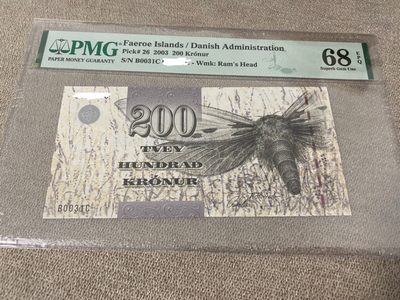 PMG
PAPER MONEY GUARANTY
Faeroe Islands / Danish Administration
Pick# 26 2003 200 Krónur
S/N B0031C - Wmk: Ram's Head
68 EPQ
Superb Gem Unc
200
TVEY
HUNDRAÐ
KRÓNUR
B0031C